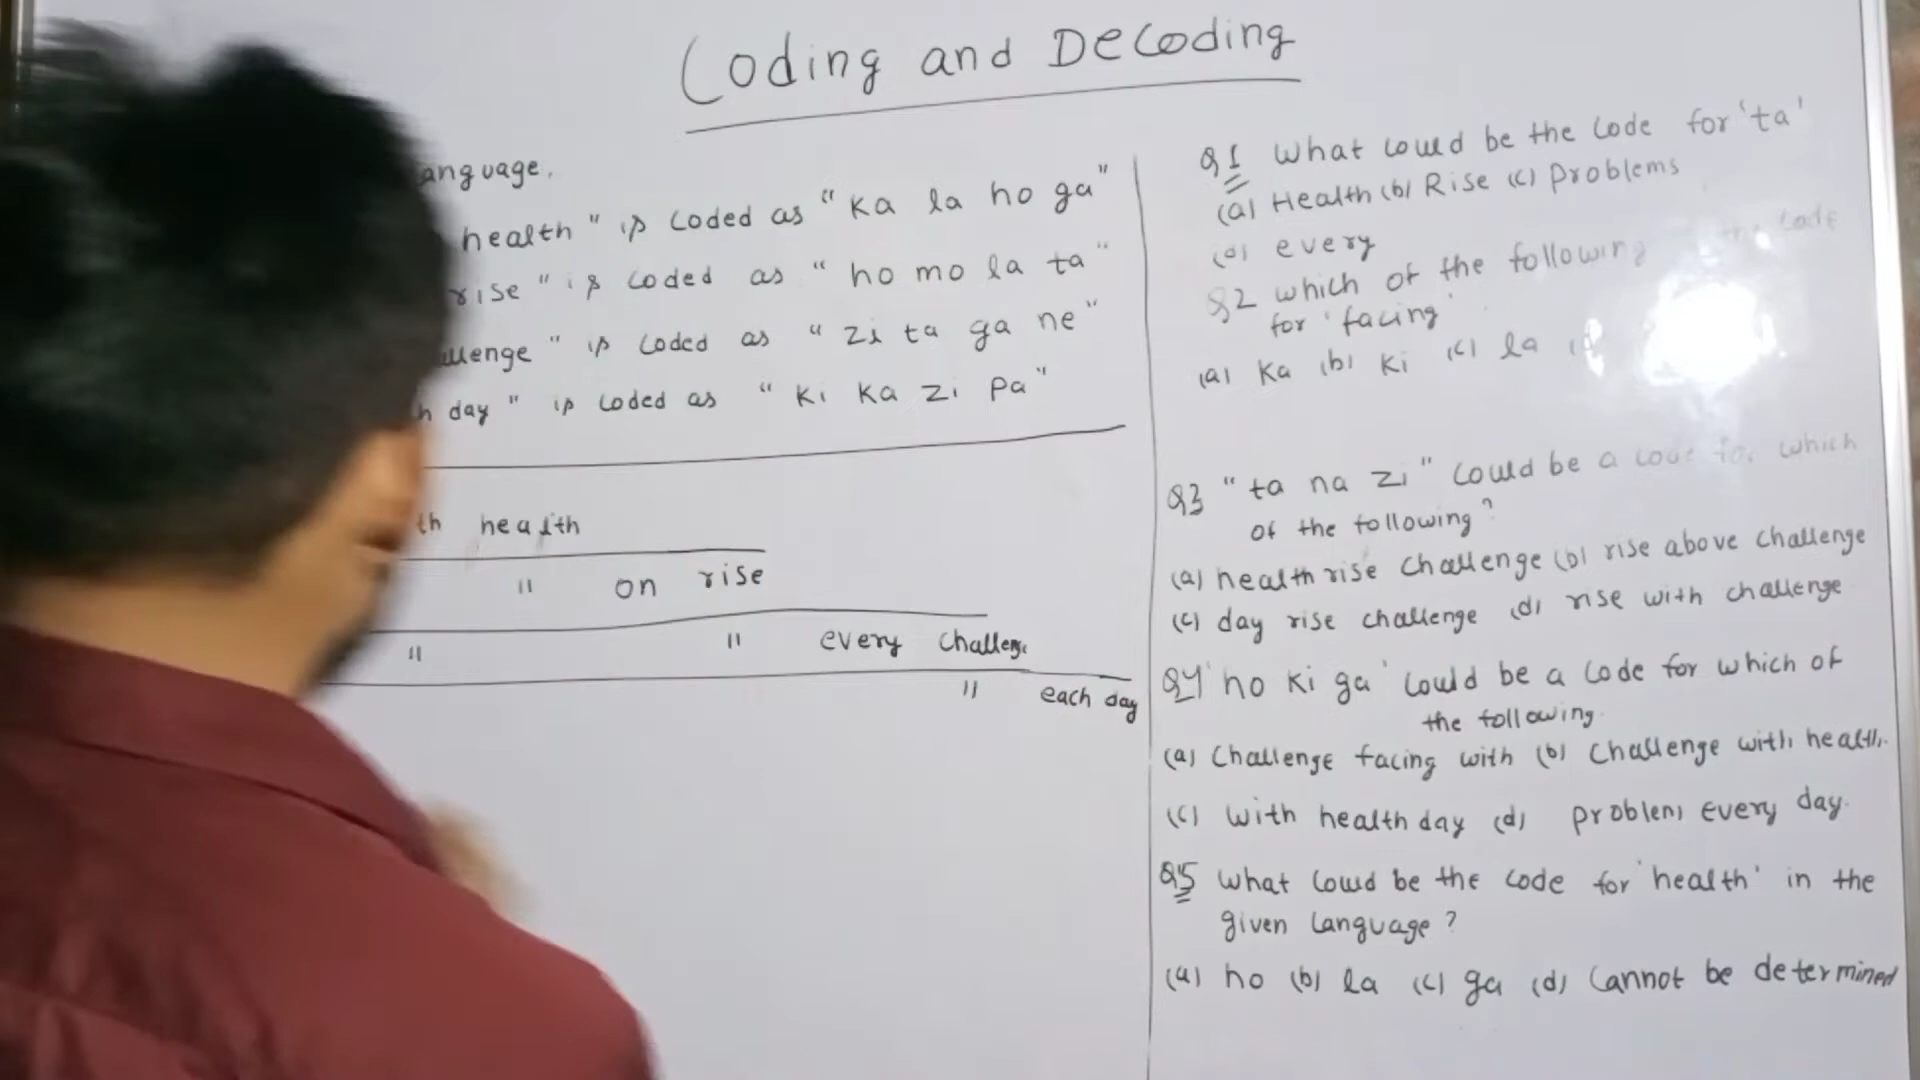 Coding and Decoding
anguage.
health" is coded as "ka la ho ga"
rise" is coded as "ho mo la ta"
allenge" is coded as "zi ta ga ne"
h day" is coded as "ki ka zi pa"
th health
" on rise
" " every challenge
" each day
Q1 What could be the code for 'ta'
(a) Health (b) Rise (c) problems
(d) every
Q2 which of the following the code
for 'facing'
(a) ka (b) ki (c) la (d
Q3 "ta na zi" could be a code for which
of the following?
(a) health rise challenge (b) rise above challenge
(c) day rise challenge (d) rise with challenge
Q4 'ho ki ga' could be a code for which of
the following.
(a) challenge facing with (b) challenge with health.
(c) with health day (d) problem every day.
Q5 what could be the code for 'health' in the
given language?
(a) ho (b) la (c) ga (d) Cannot be determined